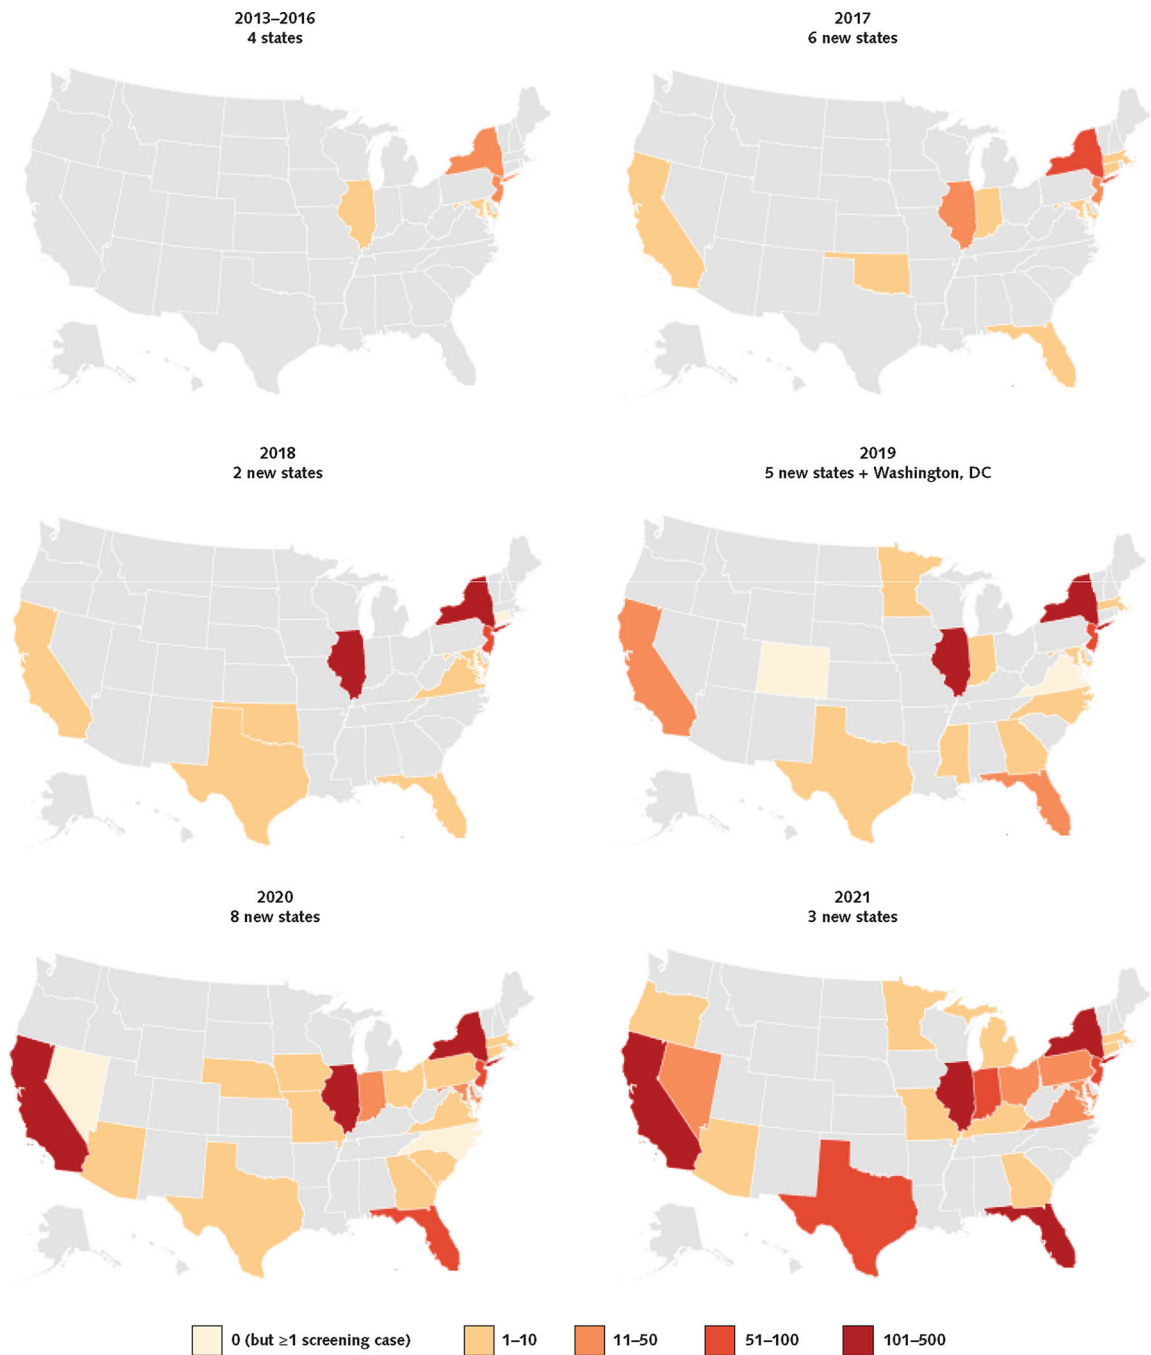 2013–2016
4 states
2017
6 new states
2018
2 new states
2019
5 new states + Washington, DC
2020
8 new states
2021
3 new states
0 (but ≥1 screening case)
1–10
11–50
51–100
101–500